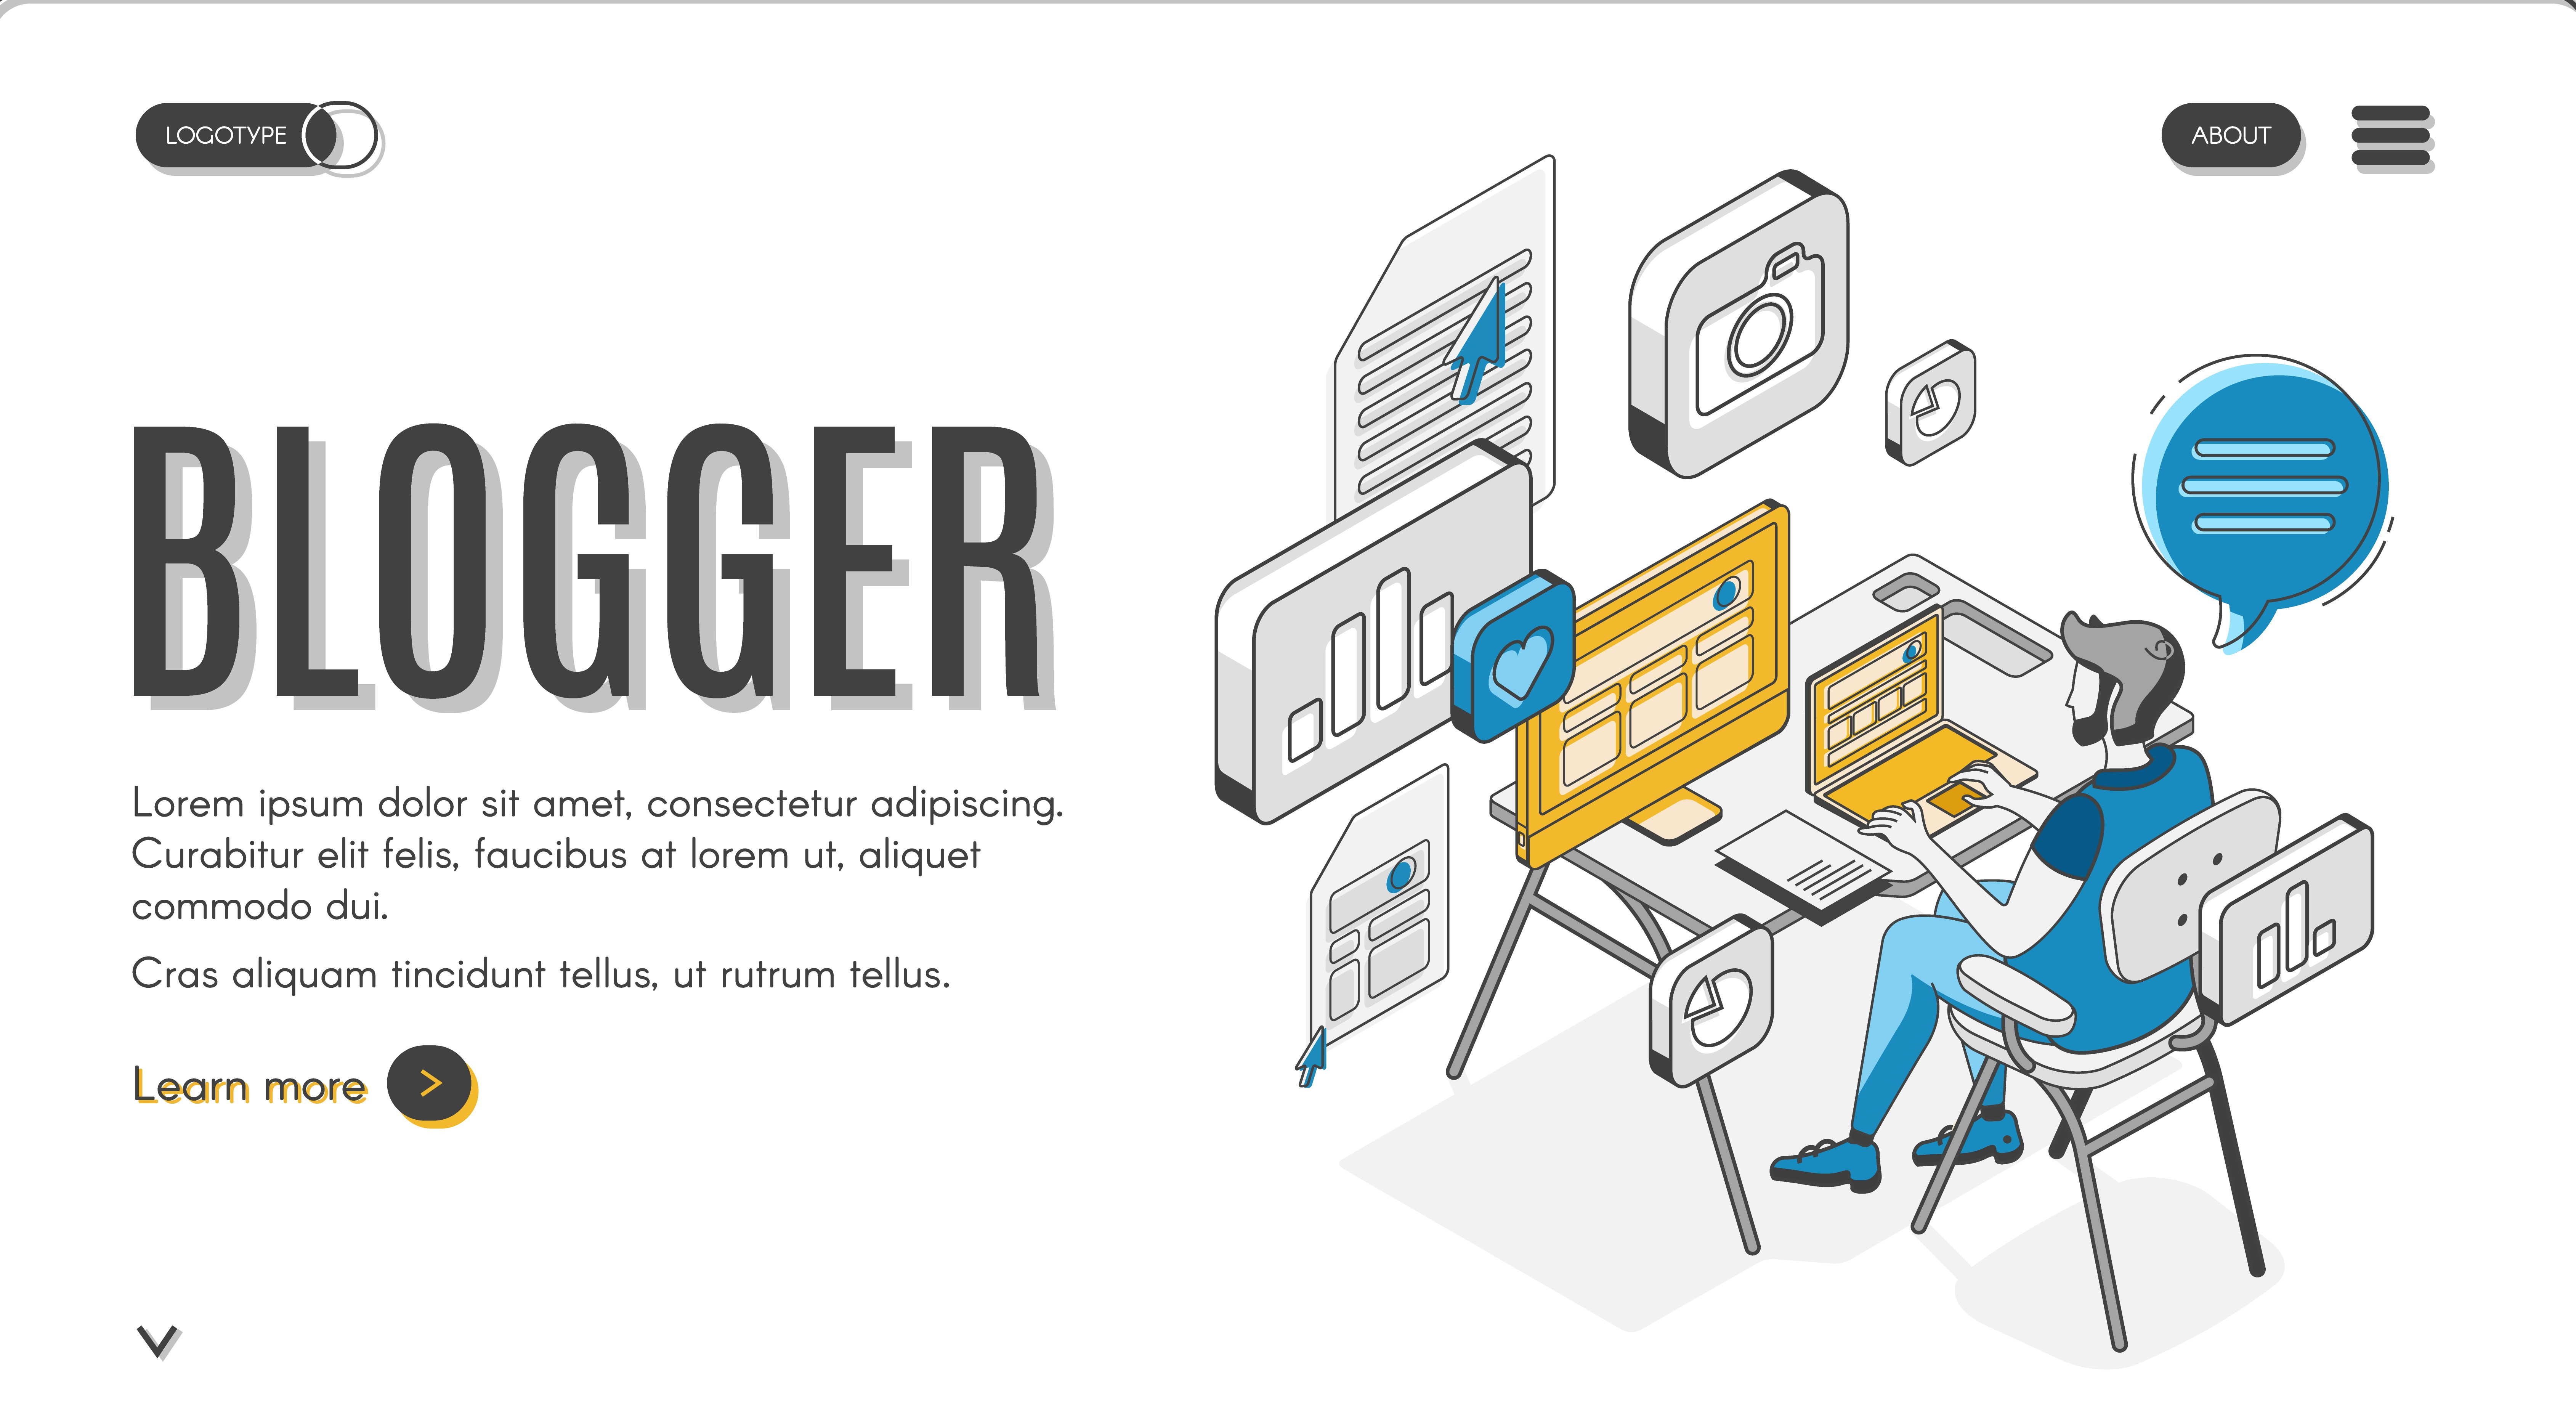 LOGOTYPE
ABOUT
BLOGGER
Lorem ipsum dolor sit amet, consectetur adipiscing.
Curabitur elit felis, faucibus at lorem ut, aliquet
commodo dui.
Cras aliquam tincidunt tellus, ut rutrum tellus.
Learn more